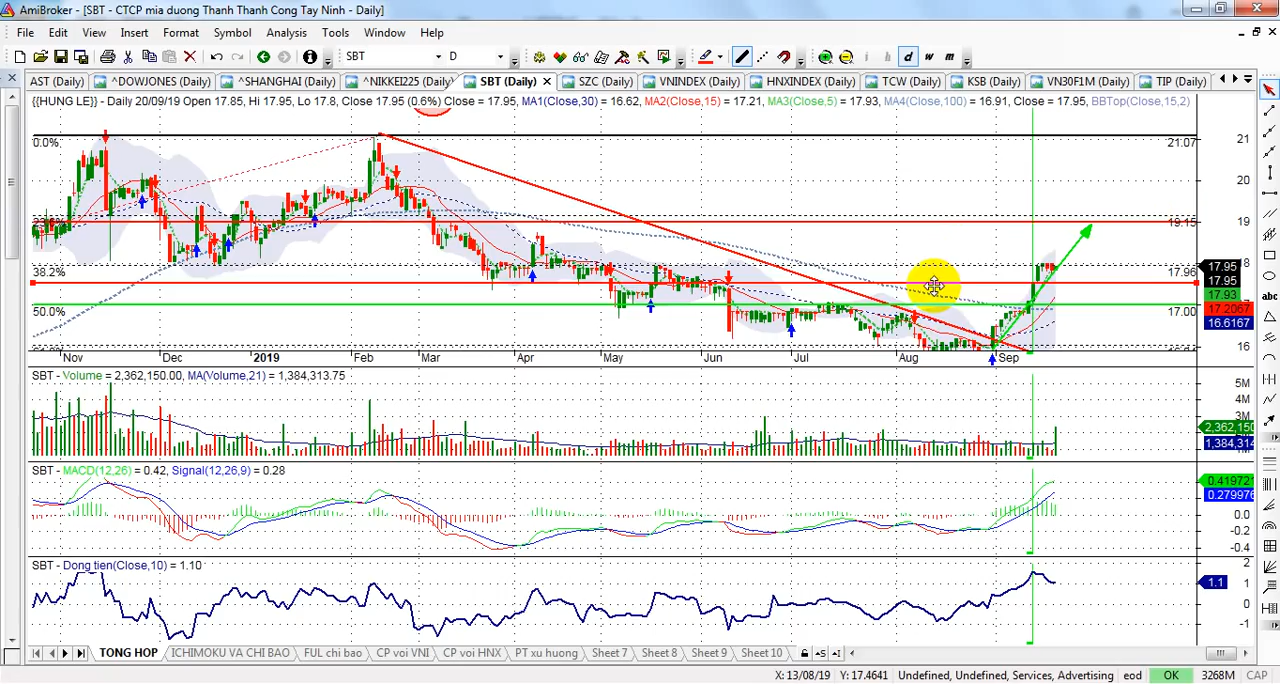 AmiBroker - [SBT - CTCP mia duong Thanh Thanh Cong Tay Ninh - Daily]
File Edit View Insert Format Symbol Analysis Tools Window Help
SBT D i h d w m
AST (Daily) ^DOWJONES (Daily) ^SHANGHAI (Daily) ^NIKKEI225 (Daily) SBT (Daily) SZC (Daily) VNINDEX (Daily) HNXINDEX (Daily) TCW (Daily) KSB (Daily) VN30F1M (Daily) TIP (Daily)
{{HUNG LE}} - Daily 20/09/19 Open 17.85, Hi 17.95, Lo 17.8, Close 17.95 (0.6%) Close = 17.95, MA1(Close,30) = 16.62, MA2(Close,15) = 17.21, MA3(Close,5) = 17.93, MA4(Close,100) = 16.91, Close = 17.95, BBTop(Close,15,2)
0.0% 21.07 21
20
19.15 19
38.2% 17.96 17.95
17.95
17.93
50.0% 17.00 17.2067
16.6167
16
Nov Dec 2019 Feb Mar Apr May Jun Jul Aug Sep
SBT - Volume = 2,362,150.00, MA(Volume,21) = 1,384,313.75
5M
4M
3M
2,362,150
1,384,314
SBT - MACD(12,26) = 0.42, Signal(12,26,9) = 0.28
0.419721
0.279976
0.0
-0.2
-0.4
SBT - Dong tien(Close,10) = 1.10
2
1 1.1
0
-1
TONG HOP ICHIMOKU VA CHI BAO FUL chi bao CP voi VNI CP voi HNX PT xu huong Sheet 7 Sheet 8 Sheet 9 Sheet 10
X: 13/08/19 Y: 17.4641 Undefined, Undefined, Services, Advertising eod OK 3268M CAP